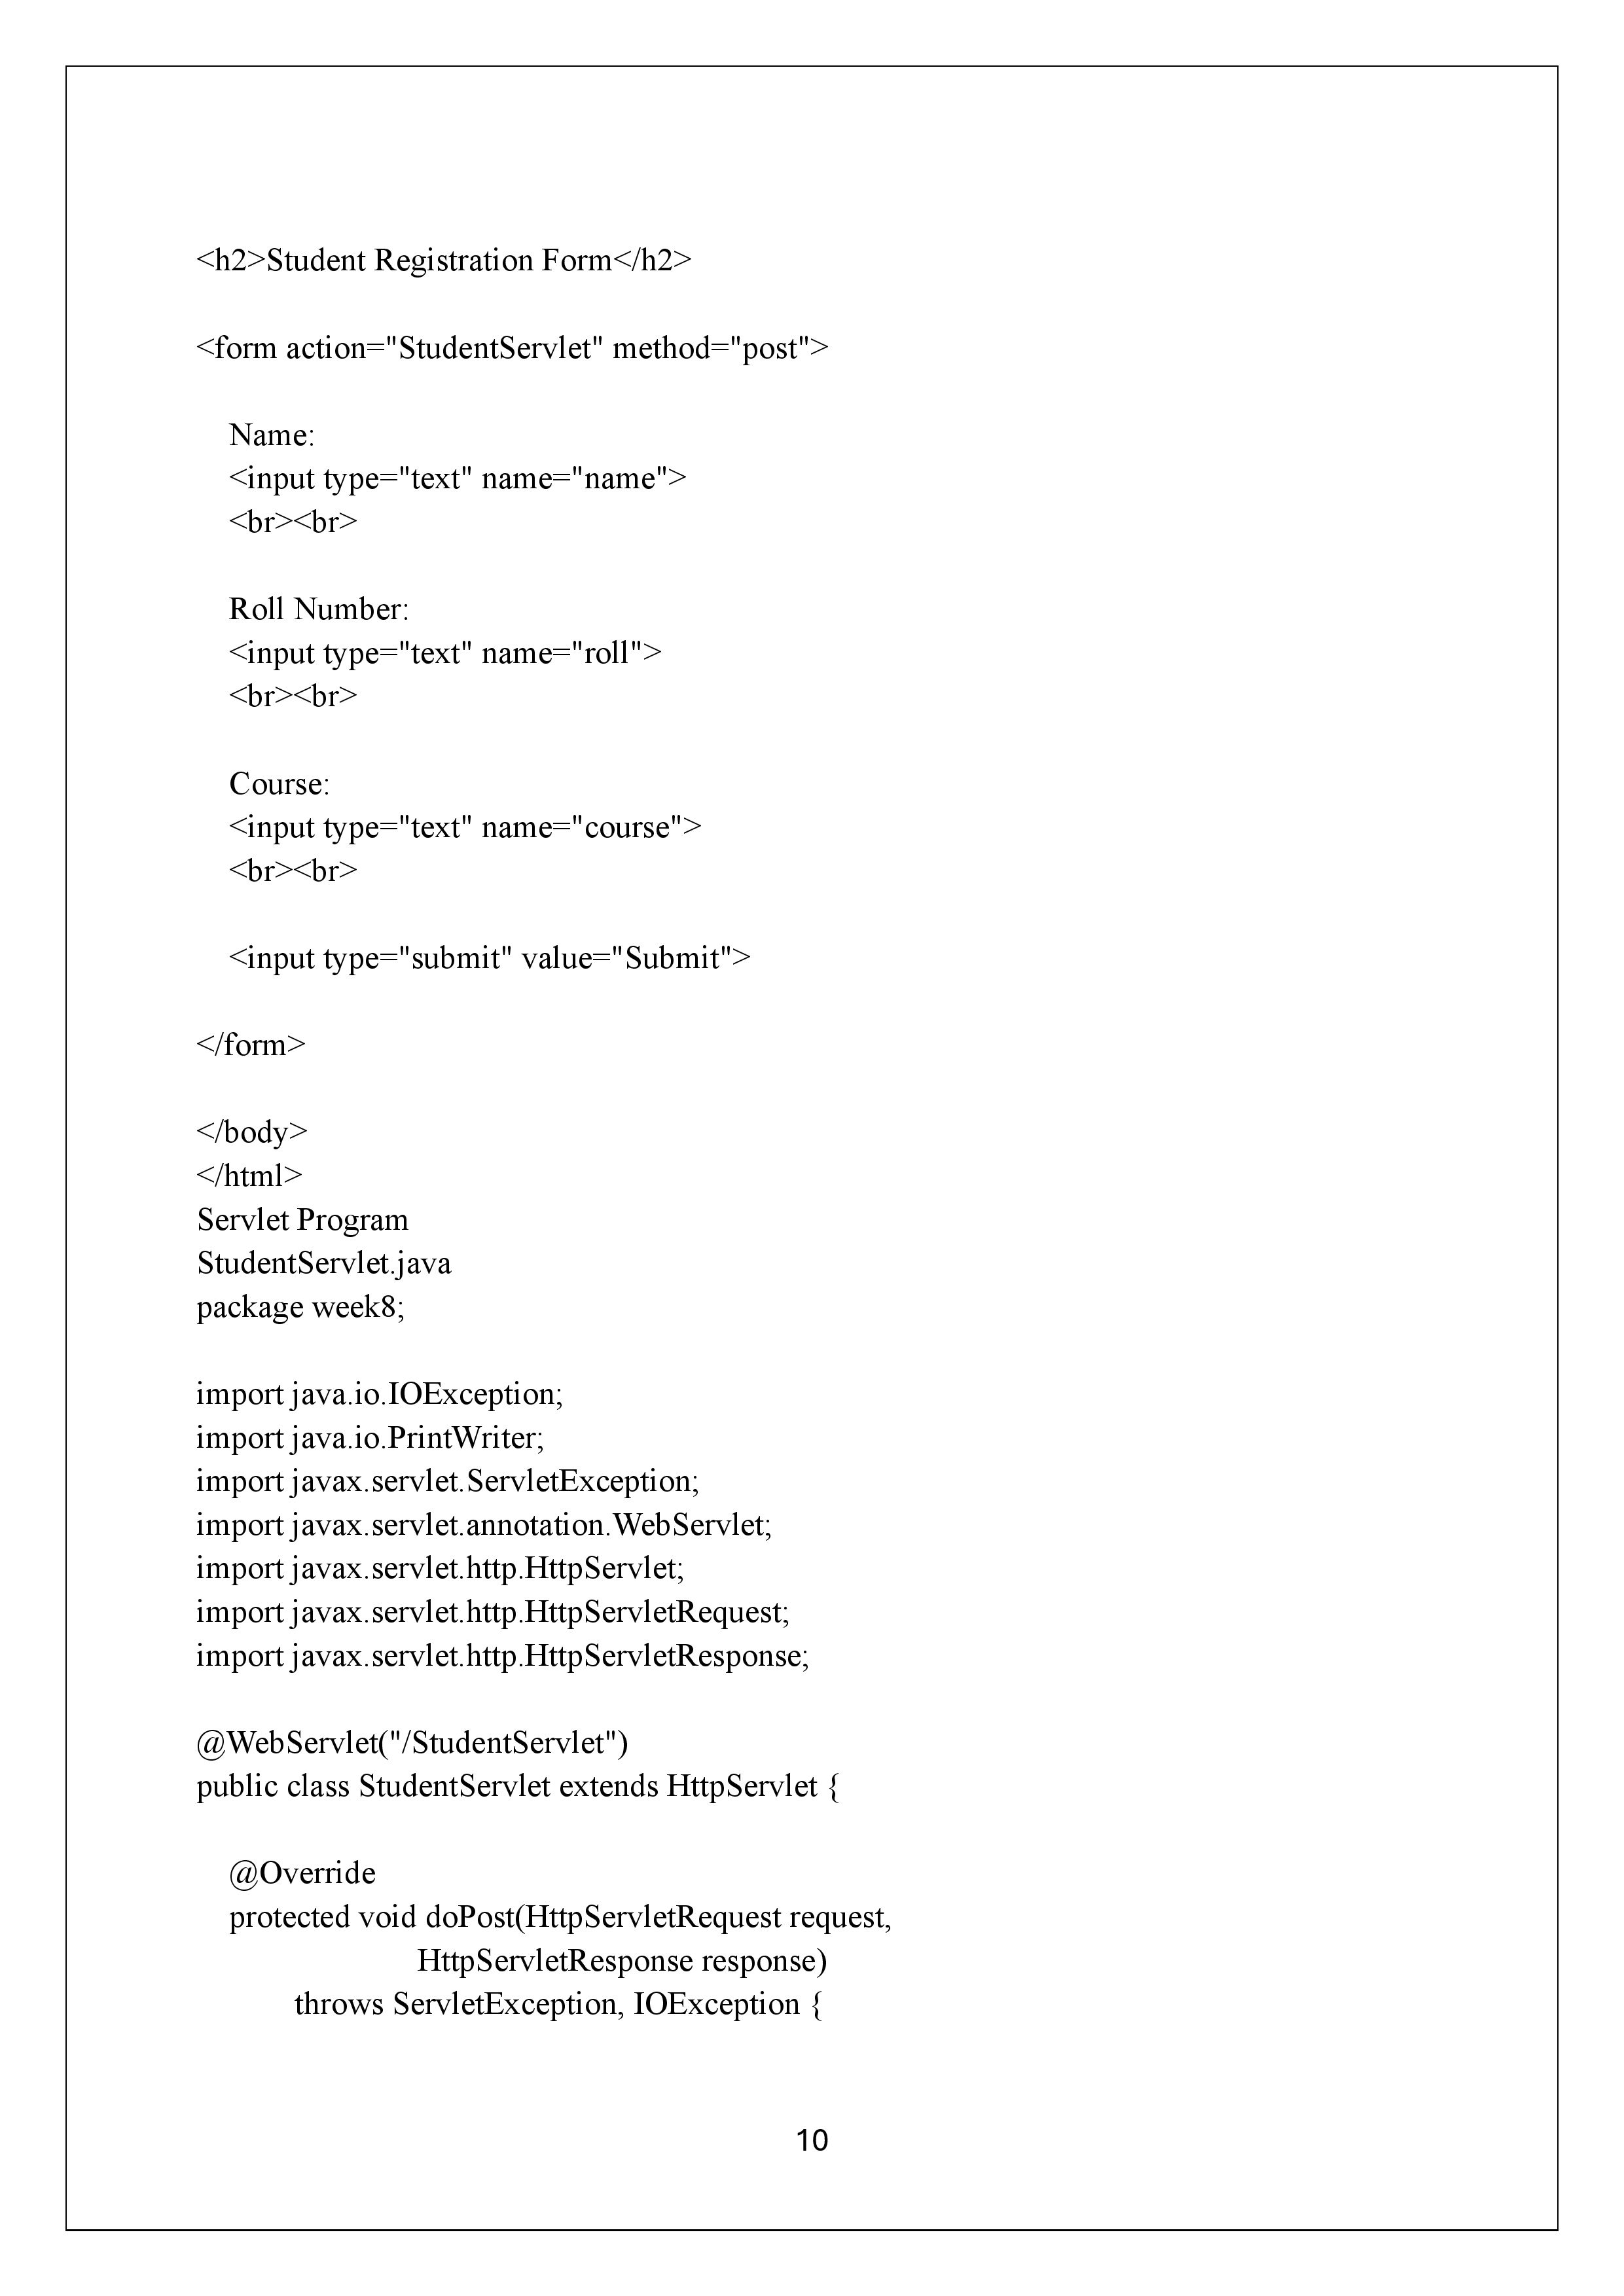 <h2>Student Registration Form</h2>
<form action="StudentServlet" method="post">
Name:
<input type="text" name="name">
<br><br>
Roll Number:
<input type="text" name="roll">
<br><br>
Course:
<input type="text" name="course">
<br><br>
<input type="submit" value="Submit">
</form>
</body>
</html>
Servlet Program
StudentServlet.java
package week8;
import java.io.IOException;
import java.io.PrintWriter;
import javax.servlet.ServletException;
import javax.servlet.annotation.WebServlet;
import javax.servlet.http.HttpServlet;
import javax.servlet.http.HttpServletRequest;
import javax.servlet.http.HttpServletResponse;
@WebServlet("/StudentServlet")
public class StudentServlet extends HttpServlet {
@Override
protected void doPost(HttpServletRequest request,
HttpServletResponse response)
throws ServletException, IOException {
10